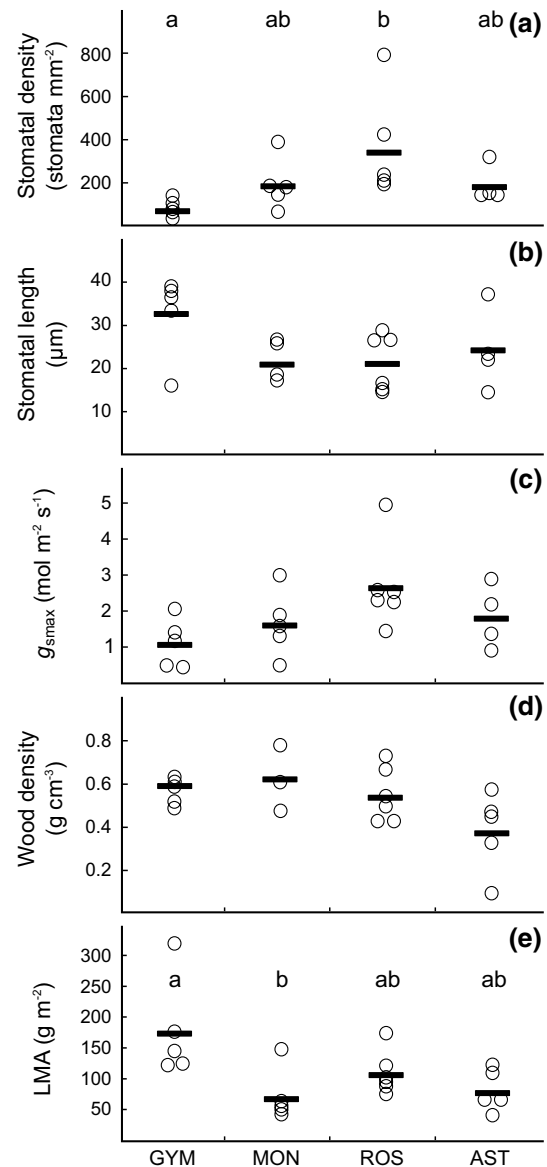 a ab b ab (a)
Stomatal density
(stomata mm⁻²)
800
600
400
200
(b)
Stomatal length
(µm)
40
30
20
10
(c)
gsmax (mol m⁻² s⁻¹)
5
4
3
2
1
(d)
Wood density
(g cm⁻³)
0.8
0.6
0.4
0.2
(e)
LMA (g m⁻²)
300
250
200
150
100
50
a b ab ab
GYM MON ROS AST